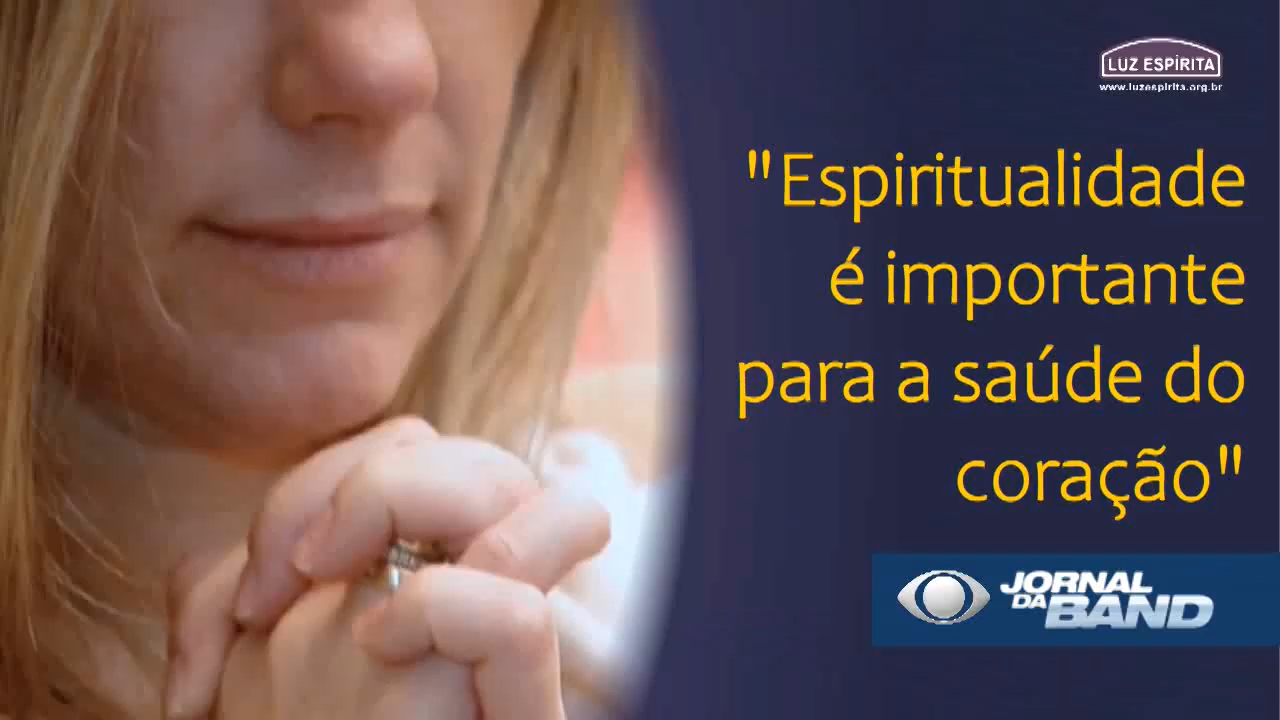 LUZ ESPÍRITA
www.luzespirita.org.br
"Espiritualidade
é importante
para a saúde do
coração"
JORNAL
DA BAND